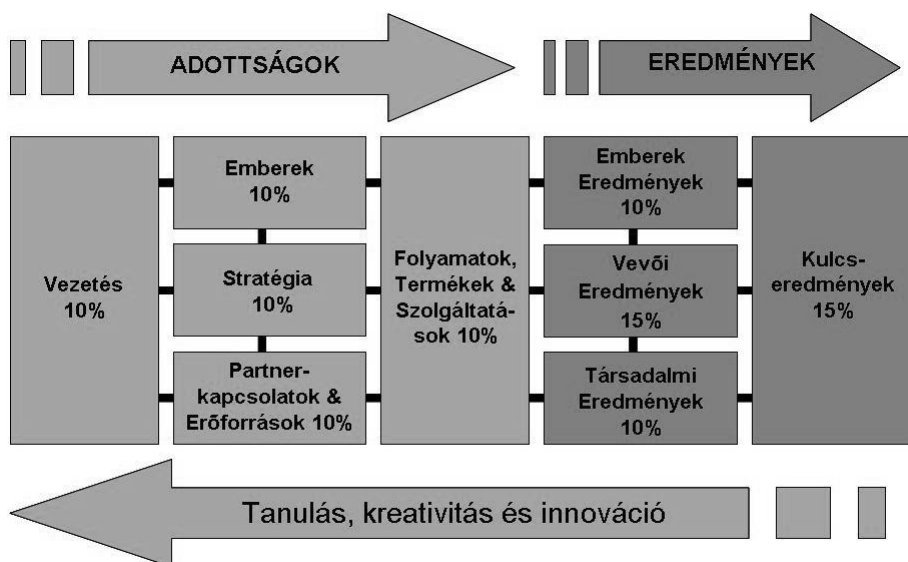 ADOTTSÁGOK
EREDMÉNYEK
Vezetés
10%
Emberek
10%
Stratégia
10%
Partner-
kapcsolatok &
Erőforrások 10%
Folyamatok,
Termékek &
Szolgáltatá-
sok 10%
Emberek
Eredmények
10%
Vevői
Eredmények
15%
Társadalmi
Eredmények
10%
Kulcs-
eredmények
15%
Tanulás, kreativitás és innováció